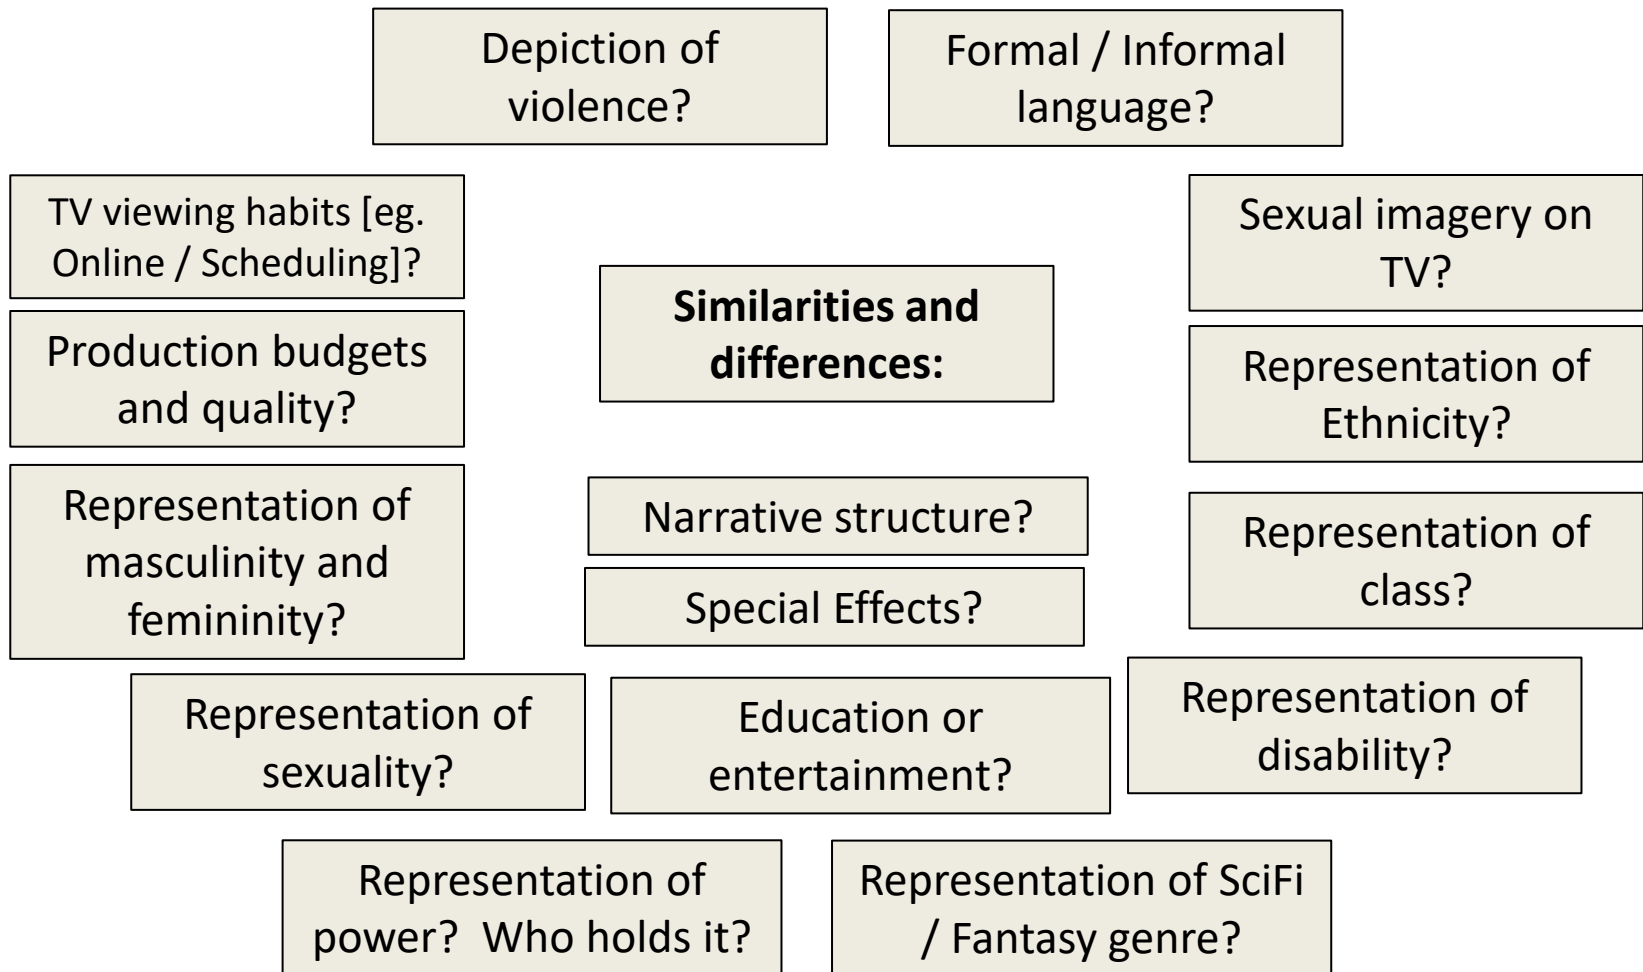 Depiction of
violence?
Formal / Informal
language?
TV viewing habits [eg.
Online / Scheduling]?
Sexual imagery on
TV?
Similarities and
differences:
Production budgets
and quality?
Representation of
Ethnicity?
Representation of
masculinity and
femininity?
Narrative structure?
Representation of
class?
Special Effects?
Representation of
sexuality?
Education or
entertainment?
Representation of
disability?
Representation of
power?  Who holds it?
Representation of SciFi
/ Fantasy genre?